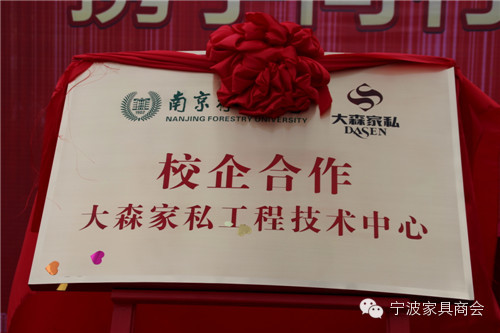 南京
NANJING FORESTRY UNIVERSITY
1902
大森家私
DASEN
校企合作
大森家私工程技术中心
宁波家具商会